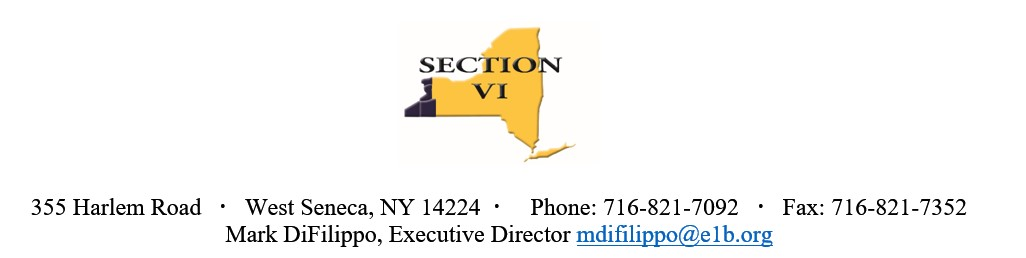 SECTION
VI
355 Harlem Road · West Seneca, NY 14224 · Phone: 716-821-7092 · Fax: 716-821-7352
Mark DiFilippo, Executive Director mdifilippo@e1b.org